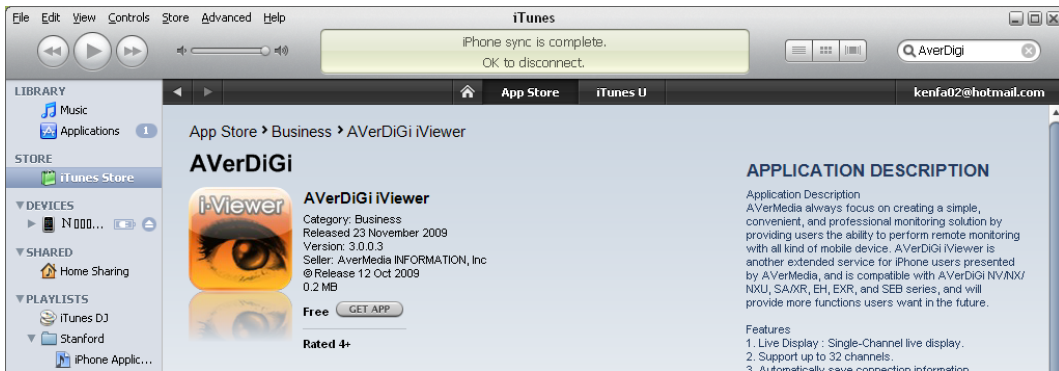 File Edit View Controls Store Advanced Help
iTunes
iPhone sync is complete.
OK to disconnect.
AverDigi
LIBRARY
Music
Applications 1
STORE
iTunes Store
DEVICES
SHARED
Home Sharing
PLAYLISTS
iTunes DJ
Stanford
iPhone Applic...
App Store
iTunes U
kenfa02@hotmail.com
App Store > Business > AVerDiGi iViewer
AVerDiGi
i-Viewer
AVerDiGi iViewer
Category: Business
Released 23 November 2009
Version: 3.0.0.3
Seller: AverMedia INFORMATION, Inc
© Release 12 Oct 2009
0.2 MB
Free GET APP
Rated 4+
APPLICATION DESCRIPTION
Application Description
AVerMedia always focus on creating a simple,
convenient, and professional monitoring solution by
providing users the ability to perform remote monitoring
with all kind of mobile device. AVerDiGi iViewer is
another extended service for iPhone users presented
by AVerMedia, and is compatible with AVerDiGi NV/NX/
NXU, SA/XR, EH, EXR, and SEB series, and will
provide more functions users want in the future.
Features
1. Live Display : Single-Channel live display.
2. Support up to 32 channels.
3. Automatically save connection information